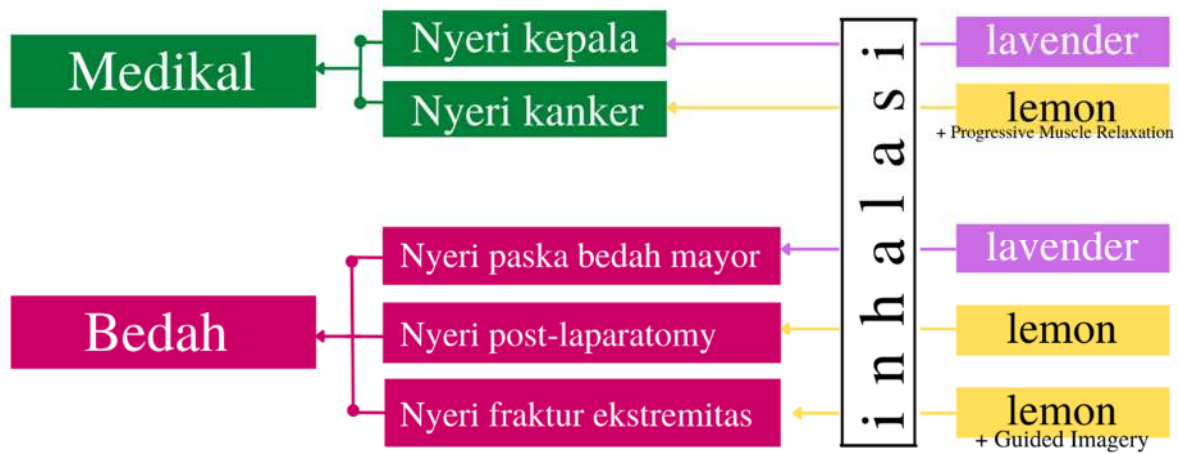 Medikal
Nyeri kepala
Nyeri kanker
Bedah
Nyeri paska bedah mayor
Nyeri post-laparatomy
Nyeri fraktur ekstremitas
inhalasi
lavender
lemon
+ Progressive Muscle Relaxation
lavender
lemon
lemon
+ Guided Imagery